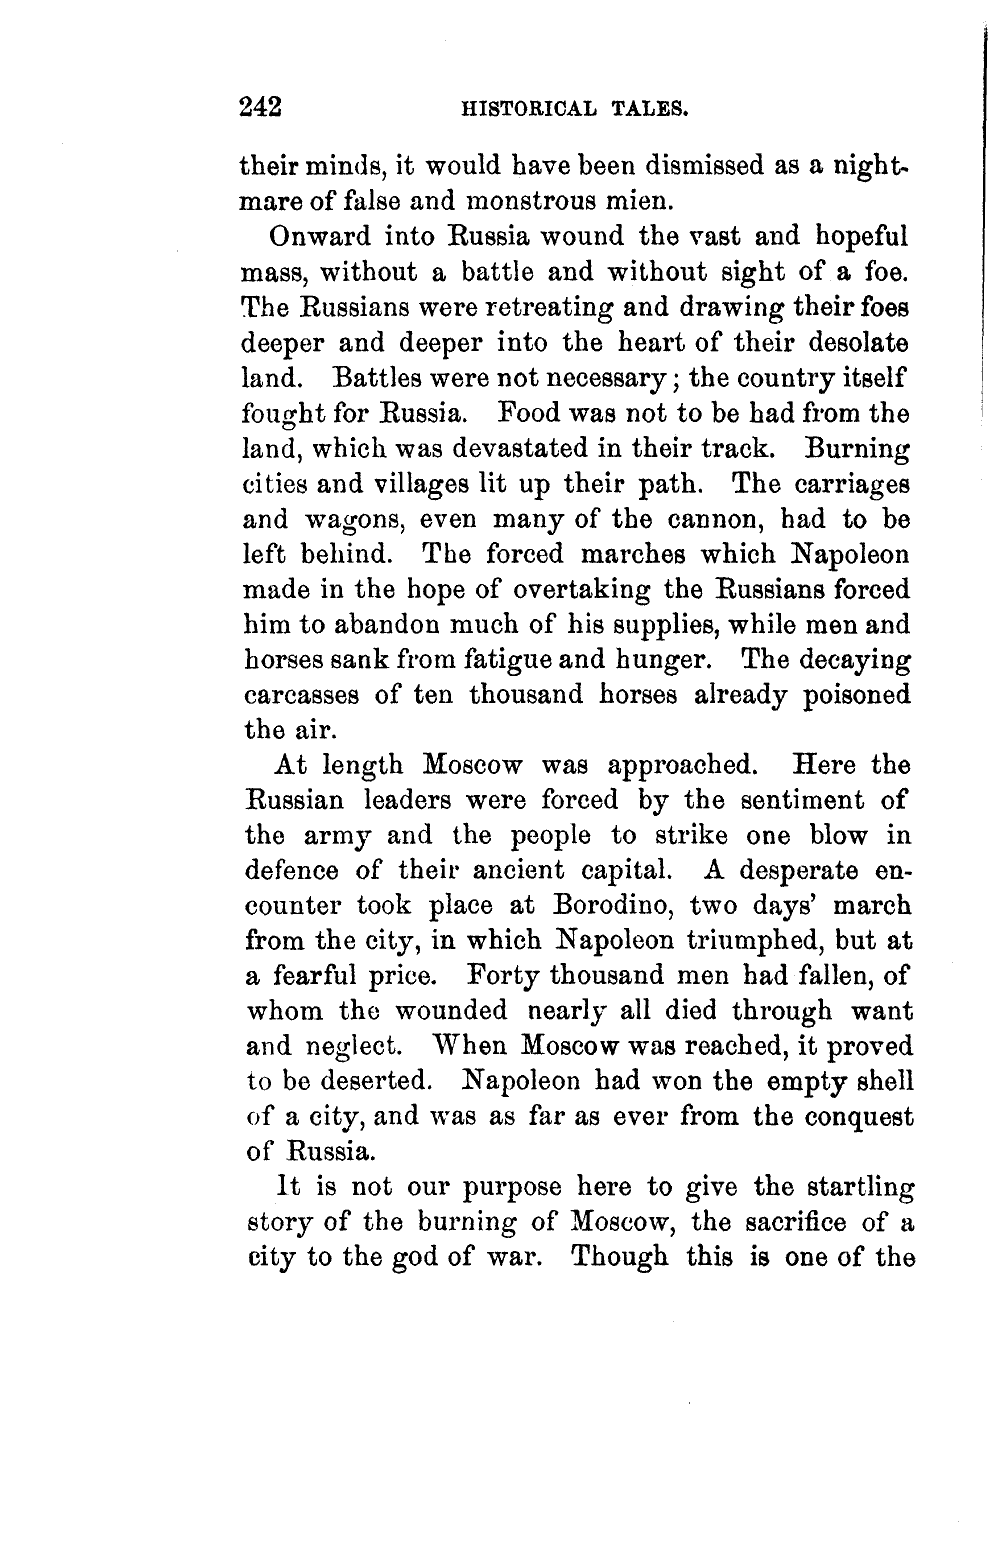 242 HISTORICAL TALES.
their minds, it would have been dismissed as a night-
mare of false and monstrous mien.
Onward into Russia wound the vast and hopeful
mass, without a battle and without sight of a foe.
The Russians were retreating and drawing their foes
deeper and deeper into the heart of their desolate
land. Battles were not necessary; the country itself
fought for Russia. Food was not to be had from the
land, which was devastated in their track. Burning
cities and villages lit up their path. The carriages
and wagons, even many of the cannon, had to be
left behind. The forced marches which Napoleon
made in the hope of overtaking the Russians forced
him to abandon much of his supplies, while men and
horses sank from fatigue and hunger. The decaying
carcasses of ten thousand horses already poisoned
the air.
At length Moscow was approached. Here the
Russian leaders were forced by the sentiment of
the army and the people to strike one blow in
defence of their ancient capital. A desperate en-
counter took place at Borodino, two days' march
from the city, in which Napoleon triumphed, but at
a fearful price. Forty thousand men had fallen, of
whom the wounded nearly all died through want
and neglect. When Moscow was reached, it proved
to be deserted. Napoleon had won the empty shell
of a city, and was as far as ever from the conquest
of Russia.
It is not our purpose here to give the startling
story of the burning of Moscow, the sacrifice of a
city to the god of war. Though this is one of the